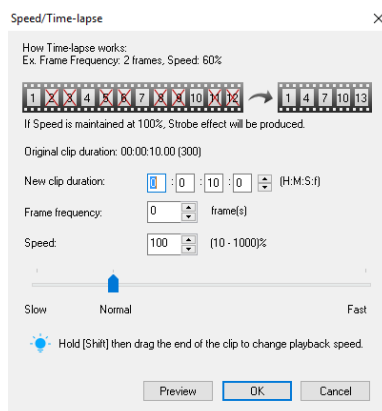 Speed/Time-lapse
How Time-lapse works:
Ex. Frame Frequency: 2 frames, Speed: 60%
1 2 3 4 5 6 7 8 9 10 11 12 1 4 7 10 13
If Speed is maintained at 100%, Strobe effect will be produced.
Original clip duration: 00:00:10.00 (300)
New clip duration: 0 : 0 : 10 : 0 (H:M:S:f)
Frame frequency: 0 frame(s)
Speed: 100 (10 - 1000)%
Slow Normal Fast
Hold [Shift] then drag the end of the clip to change playback speed.
Preview OK Cancel